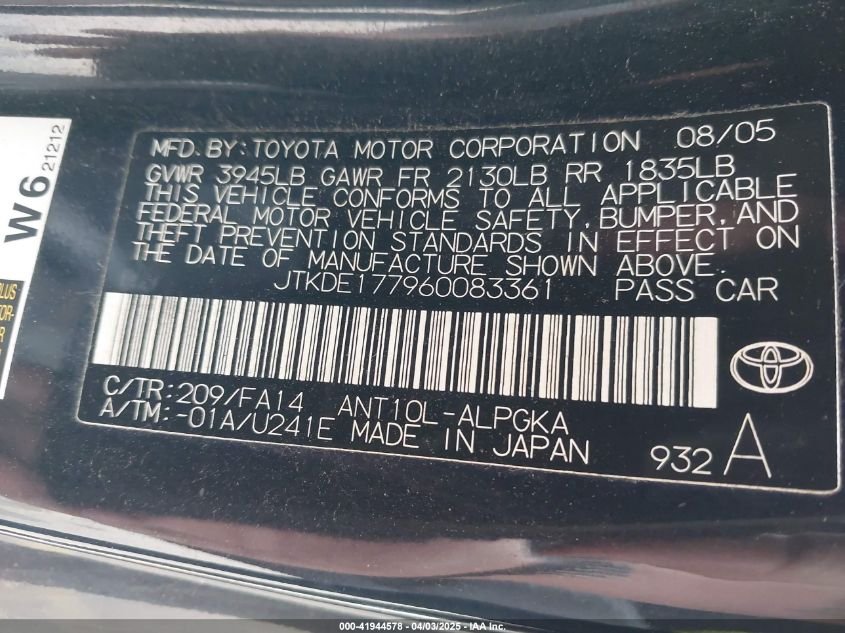 W 6
21212
PLUS
MFD.BY:TOYOTA MOTOR CORPORATION 08/05
GVWR 3945LB GAWR FR 2130LB RR 1835LB
THIS VEHICLE CONFORMS TO ALL APPLICABLE
FEDERAL MOTOR VEHICLE SAFETY, BUMPER, AND
THEFT PREVENTION STANDARDS IN EFFECT ON
THE DATE OF MANUFACTURE SHOWN ABOVE.
JTKDE177960083361 PASS CAR
C/TR:209/FA14 ANT10L-ALPGKA
A/TM:-01A/U241E MADE IN JAPAN
932 A
000-41944578 - 04/03/2025 - IAA Inc.